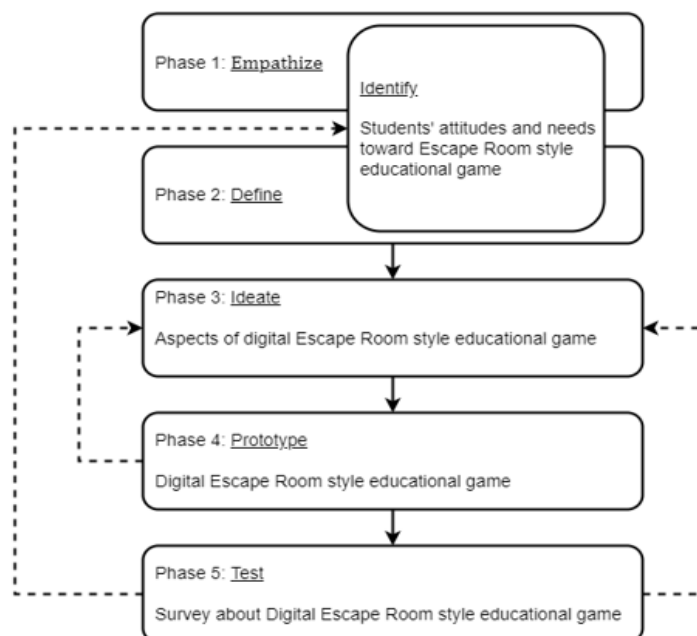 Phase 1: Empathize
Identify
Students' attitudes and needs
toward Escape Room style
educational game
Phase 2: Define
Phase 3: Ideate
Aspects of digital Escape Room style educational game
Phase 4: Prototype
Digital Escape Room style educational game
Phase 5: Test
Survey about Digital Escape Room style educational game